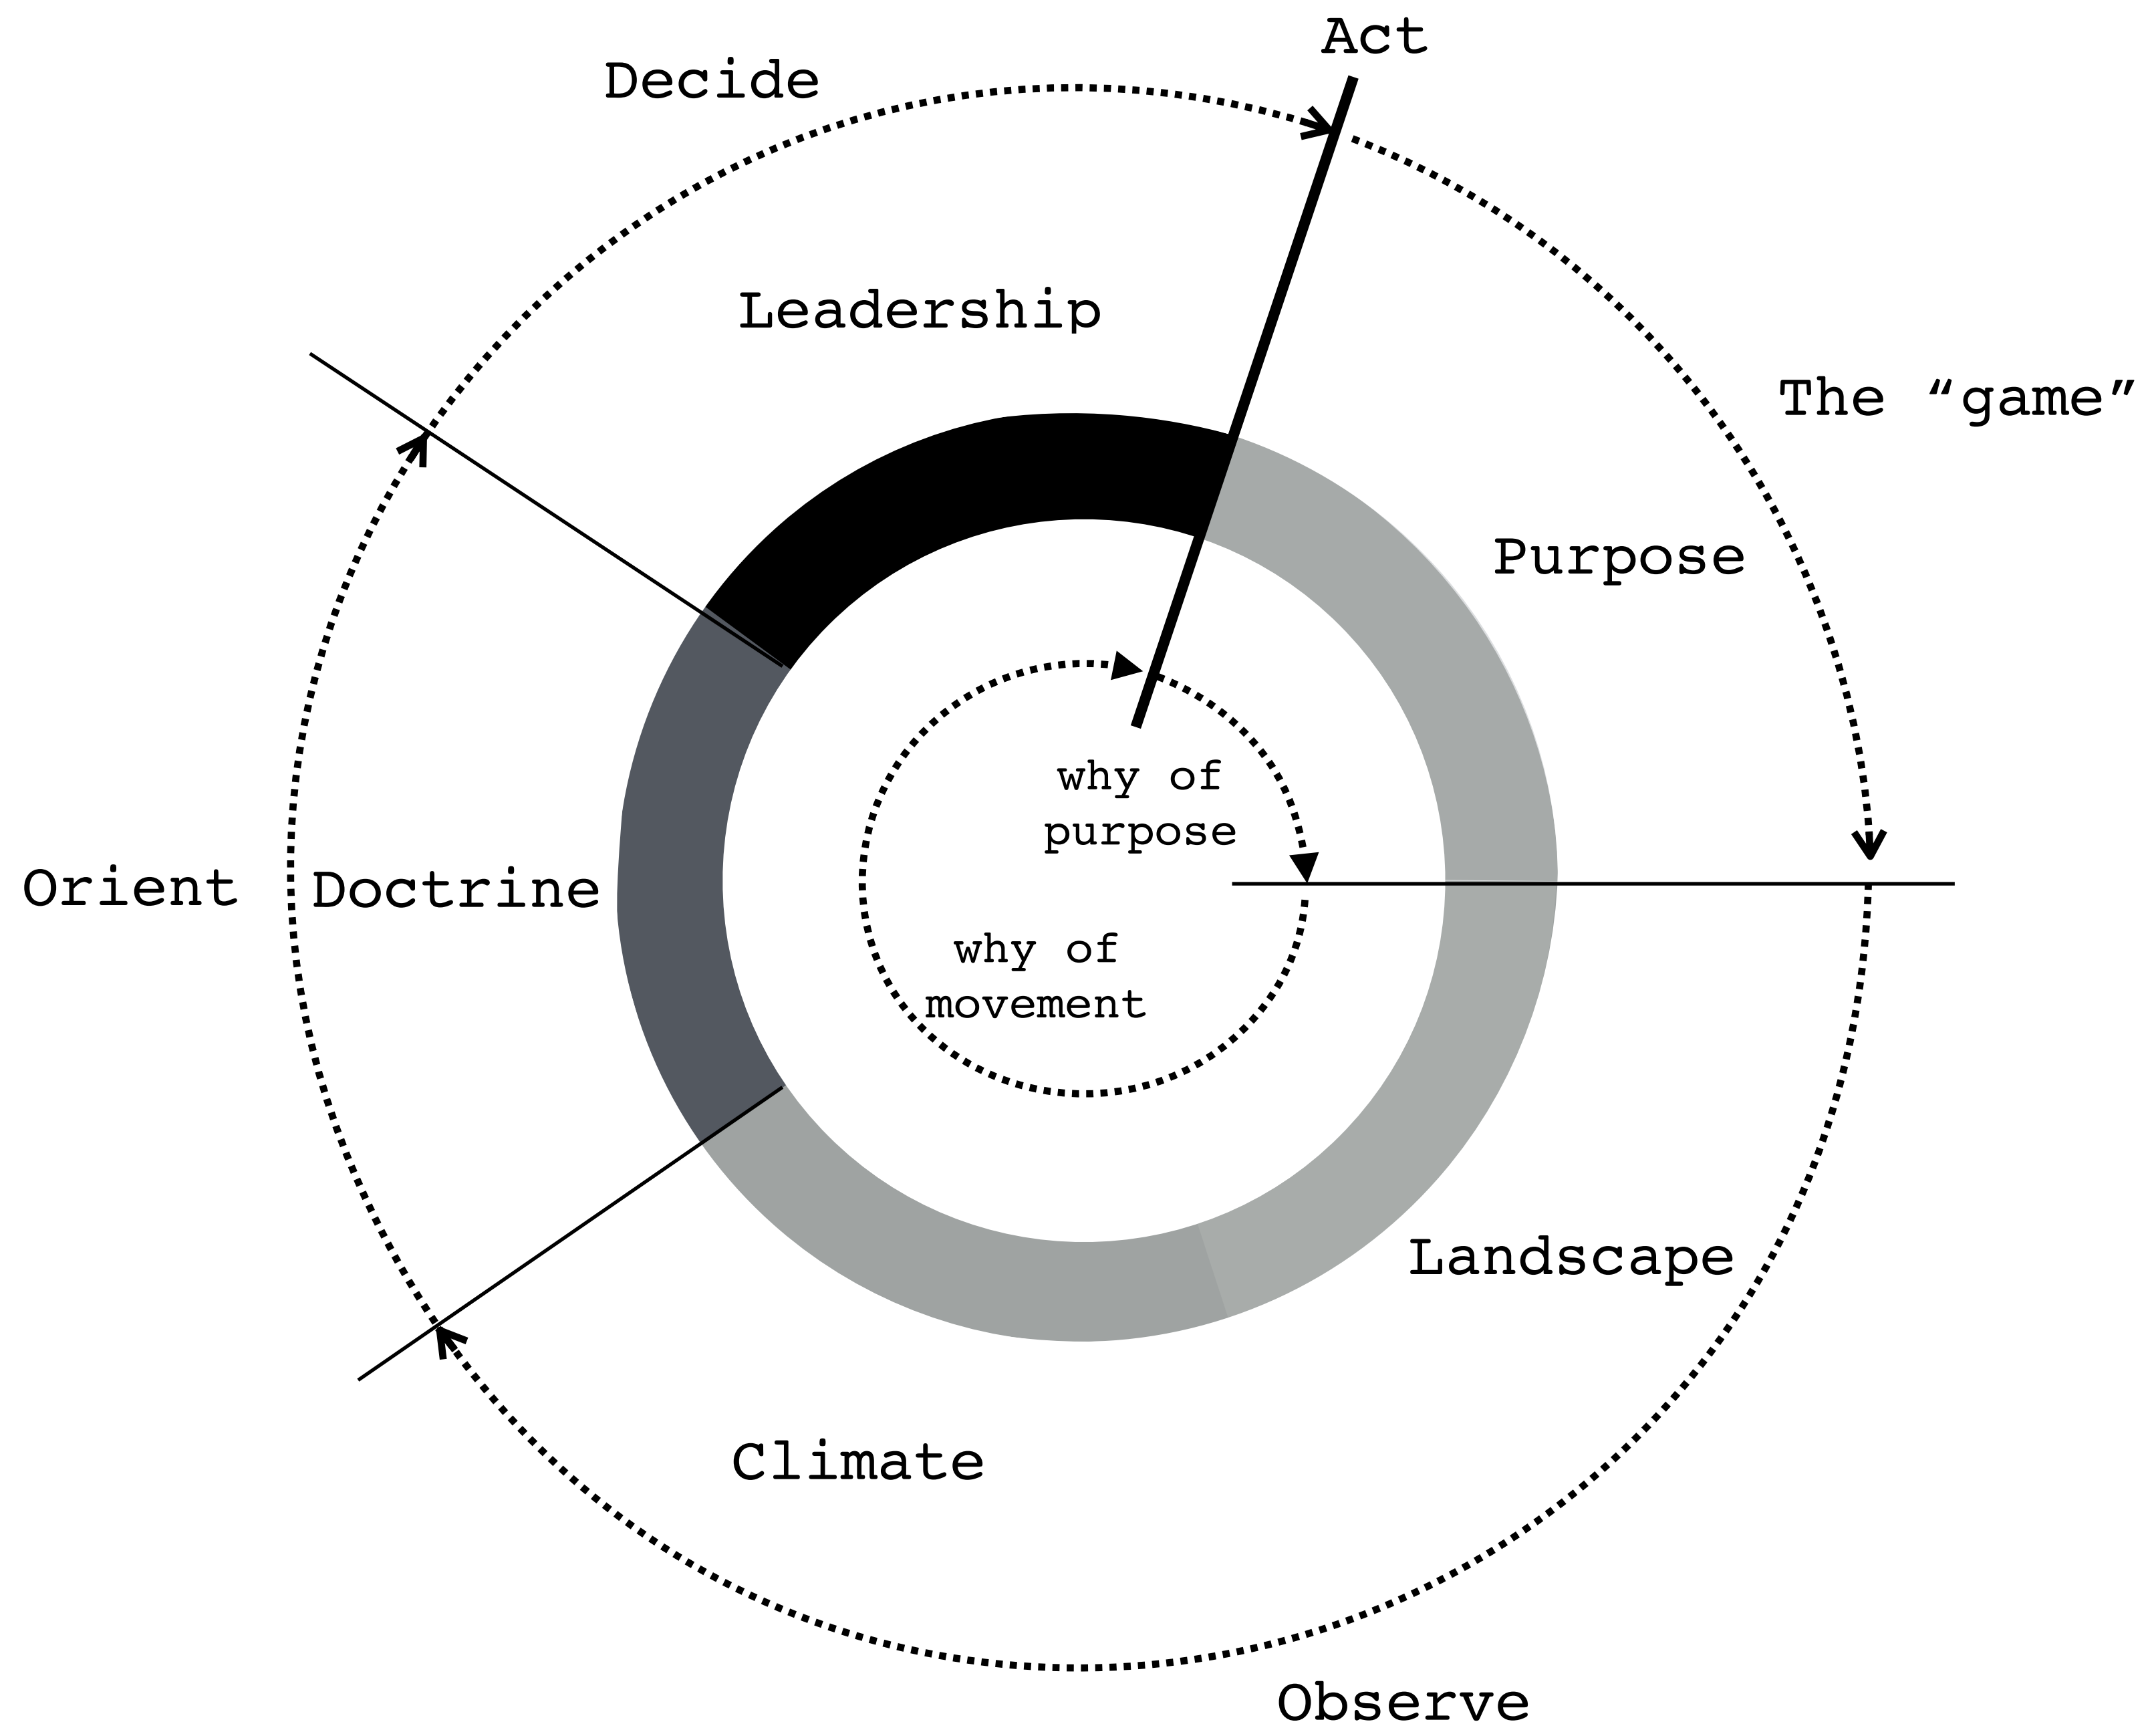 Act
Decide
Leadership
The “game”
Purpose
why of
purpose
Orient
Doctrine
why of
movement
Landscape
Climate
Observe